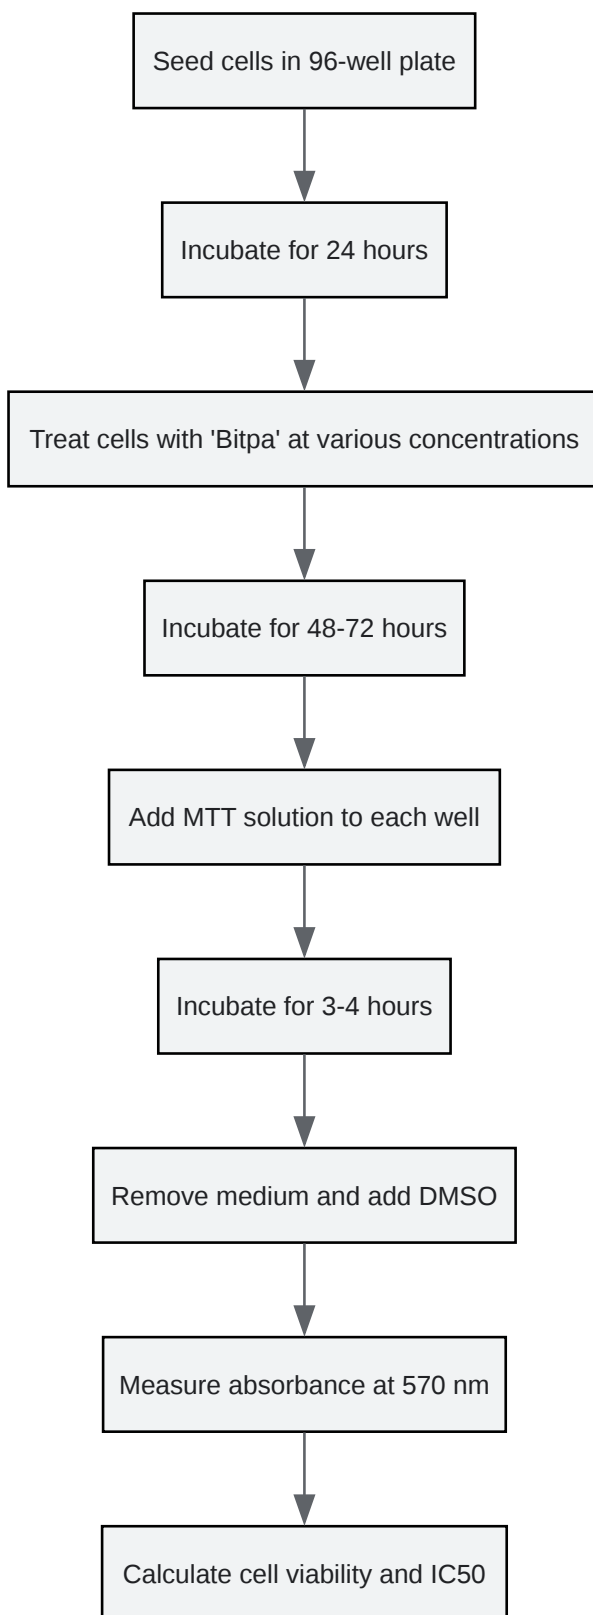 Seed cells in 96-well plate
Incubate for 24 hours
Treat cells with 'Bitpa' at various concentrations
Incubate for 48-72 hours
Add MTT solution to each well
Incubate for 3-4 hours
Remove medium and add DMSO
Measure absorbance at 570 nm
Calculate cell viability and IC50